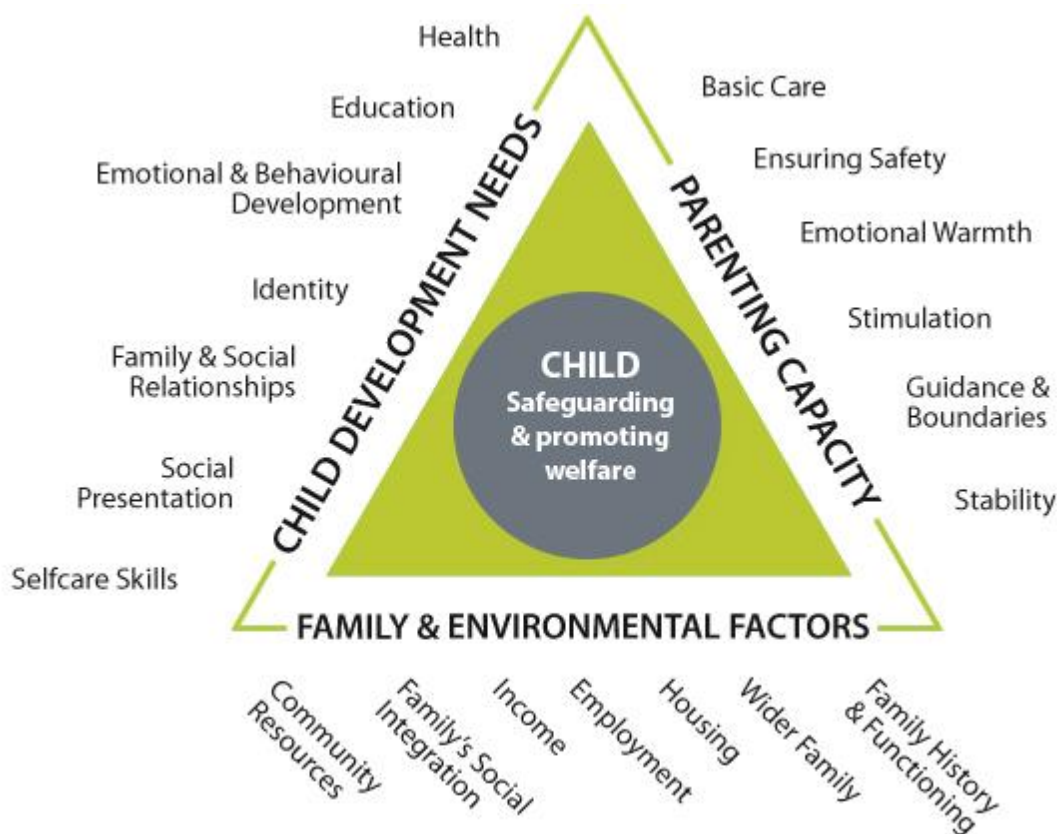 Health
Education
Emotional & Behavioural
Development
Identity
Family & Social
Relationships
Social
Presentation
Selfcare Skills
CHILD DEVELOPMENT NEEDS
CHILD
Safeguarding
& promoting
welfare
PARENTING CAPACITY
Basic Care
Ensuring Safety
Emotional Warmth
Stimulation
Guidance &
Boundaries
Stability
FAMILY & ENVIRONMENTAL FACTORS
Community
Resources
Family's Social
Integration
Income
Employment
Housing
Wider Family
Family History
& Functioning